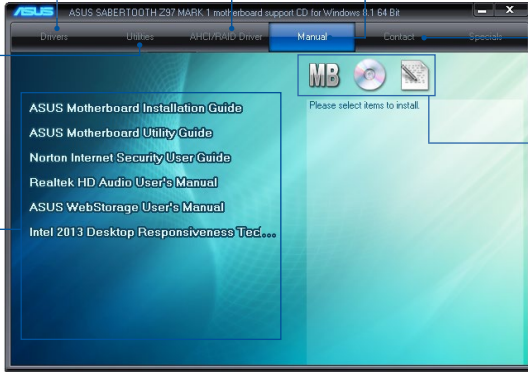 ASUS ASUS SABERTOOTH Z97 MARK 1 motherboard support CD for Windows 8.1 64 Bit
Drivers Utilities AHCI/RAID Driver Manual Contact Specials
MB
Please select items to install.
ASUS Motherboard Installation Guide
ASUS Motherboard Utility Guide
Norton Internet Security User Guide
Realtek HD Audio User's Manual
ASUS WebStorage User's Manual
Intel 2013 Desktop Responsiveness Tec...